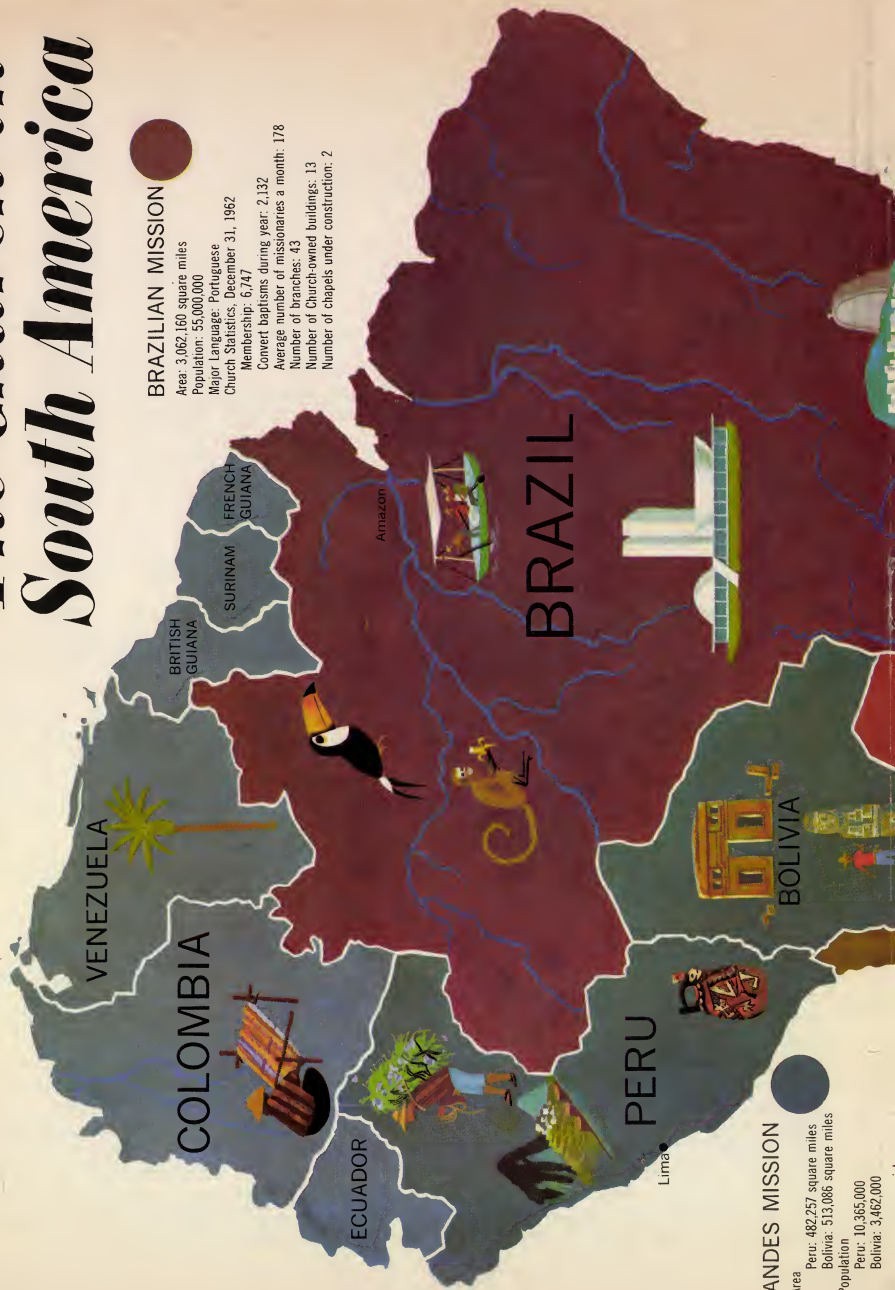 South America
BRAZILIAN MISSION
Area: 3,062,160 square miles
Population: 55,000,000
Major Language: Portuguese
Church Statistics, December 31, 1962
Membership: 6,747
Convert baptisms during year: 2,132
Average number of missionaries a month: 178
Number of branches: 43
Number of Church-owned buildings: 13
Number of chapels under construction: 2
VENEZUELA
BRITISH
GUIANA
SURINAM
FRENCH
GUIANA
COLOMBIA
ECUADOR
Amazon
BRAZIL
PERU
Lima
BOLIVIA
ANDES MISSION
Area
Peru: 482,257 square miles
Bolivia: 513,086 square miles
Population
Peru: 10,365,000
Bolivia: 3,462,000